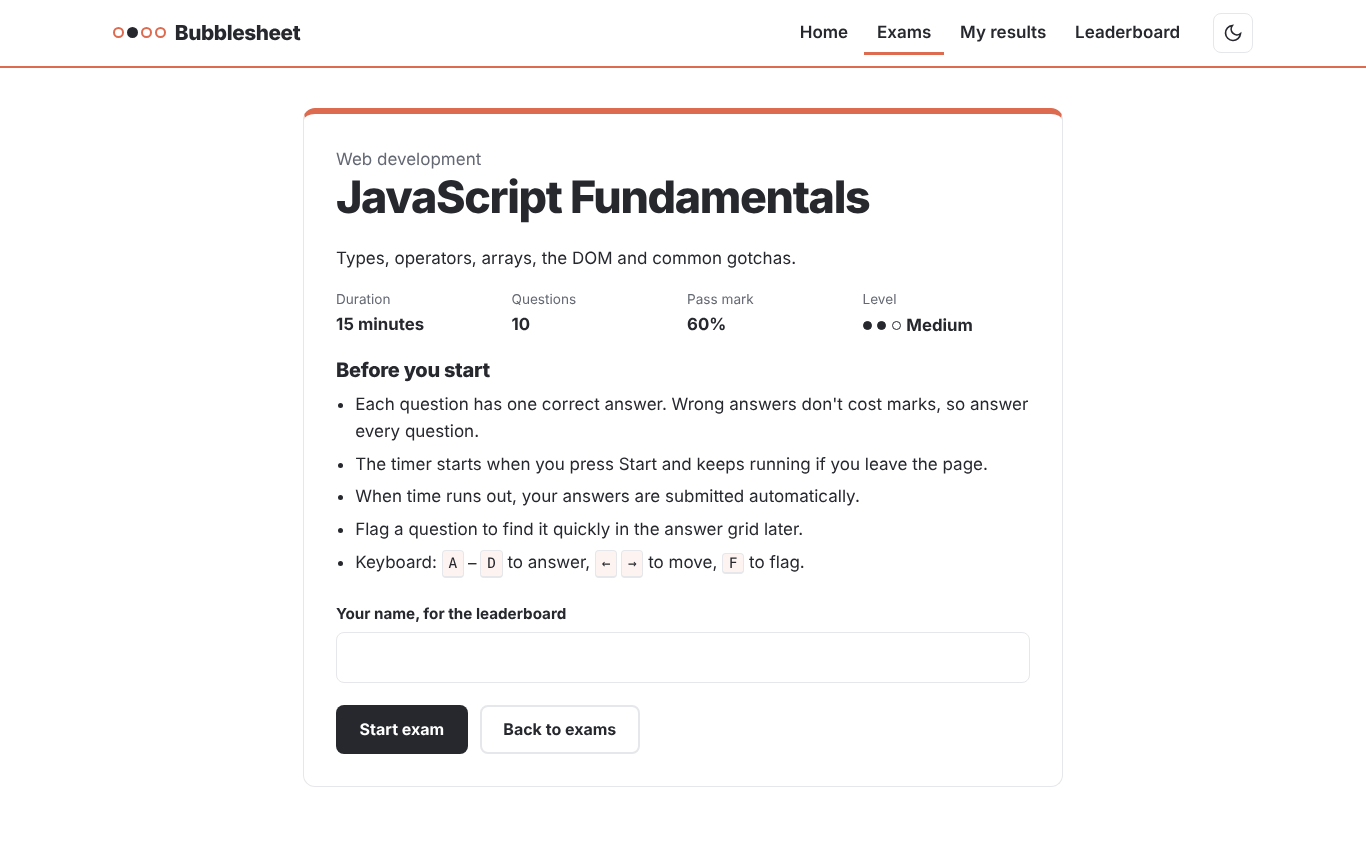 Bubblesheet
Home Exams My results Leaderboard
Web development
JavaScript Fundamentals
Types, operators, arrays, the DOM and common gotchas.
Duration Questions Pass mark Level
15 minutes 10 60% Medium
Before you start
• Each question has one correct answer. Wrong answers don't cost marks, so answer
every question.
• The timer starts when you press Start and keeps running if you leave the page.
• When time runs out, your answers are submitted automatically.
• Flag a question to find it quickly in the answer grid later.
• Keyboard: A – D to answer, ← → to move, F to flag.
Your name, for the leaderboard
Start exam Back to exams